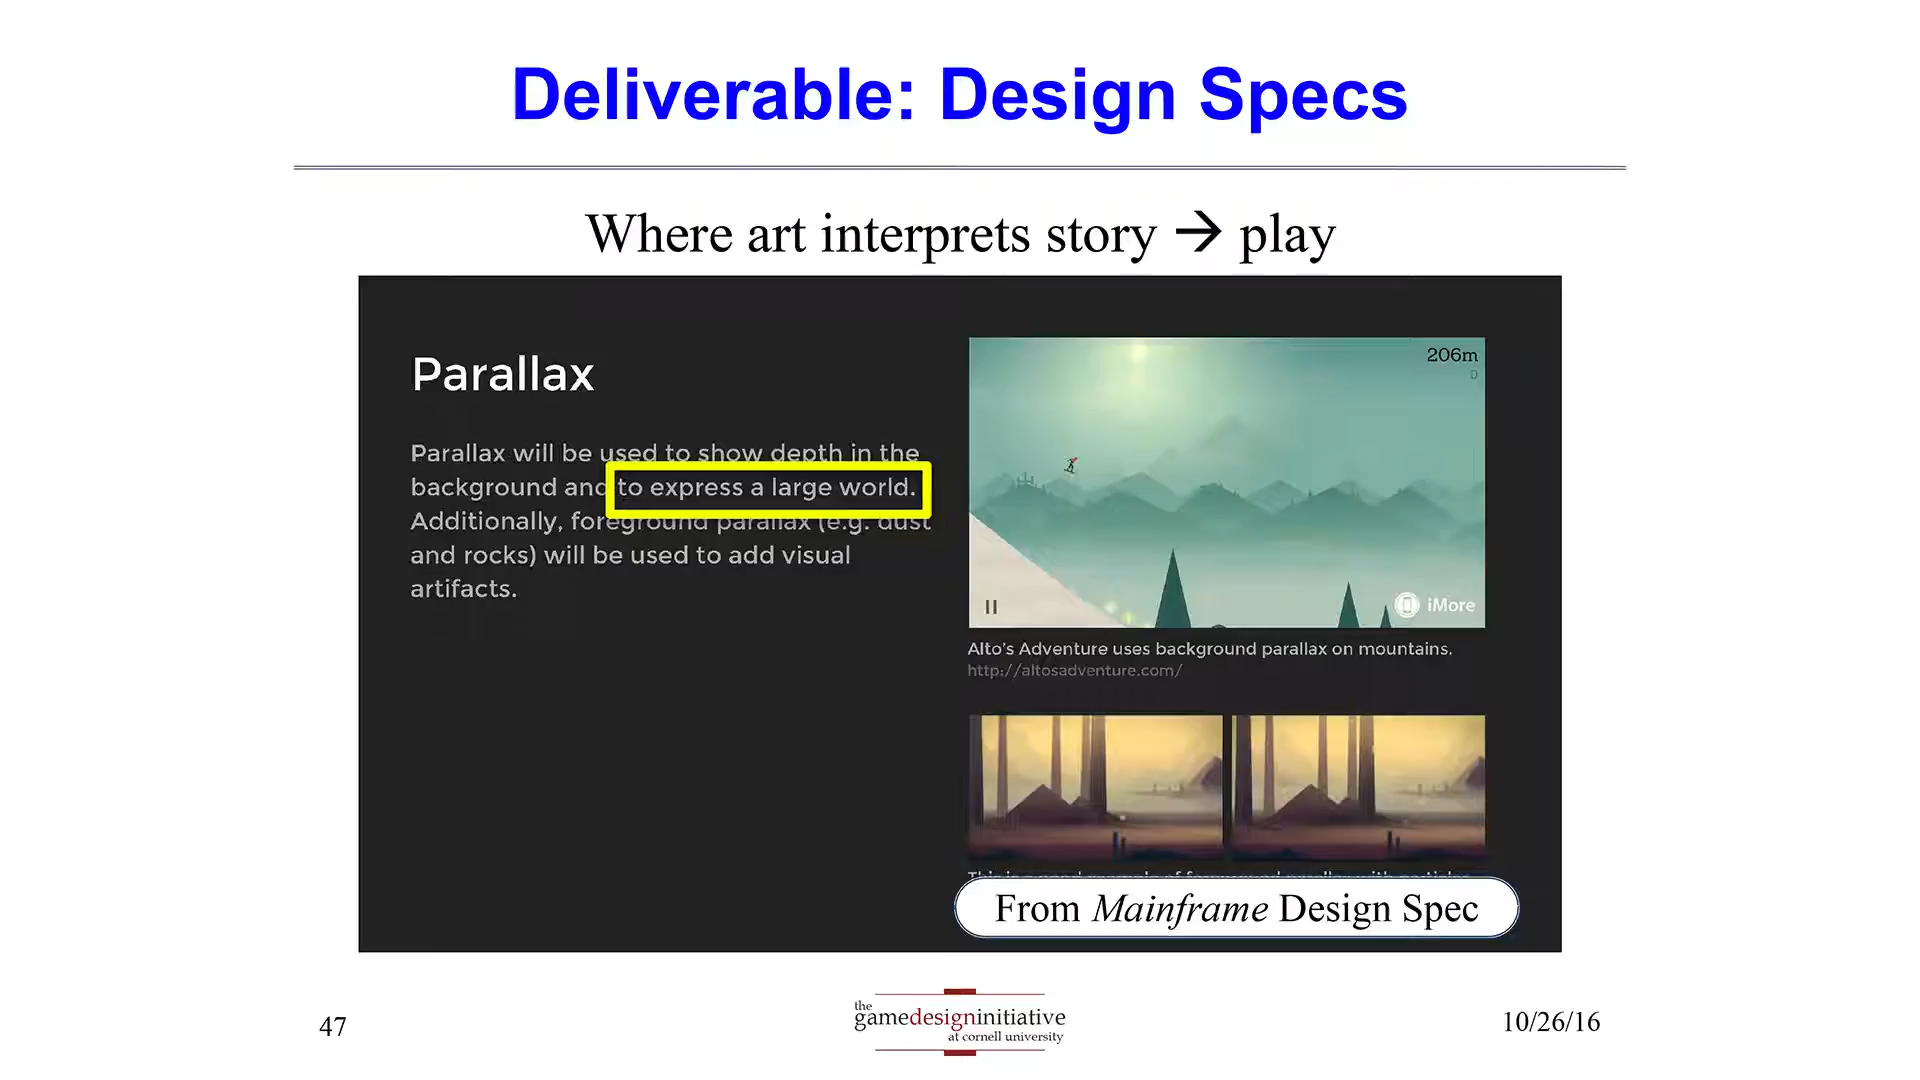 Deliverable: Design Specs
Where art interprets story → play
Parallax
Parallax will be used to show depth in the
background and to express a large world.
Additionally, foreground parallax (e.g. dust
and rocks) will be used to add visual
artifacts.
206m
iMore
Alto's Adventure uses background parallax on mountains.
http://altosadventure.com/
From Mainframe Design Spec
47
the
gamedesigninitiative
at cornell university
10/26/16